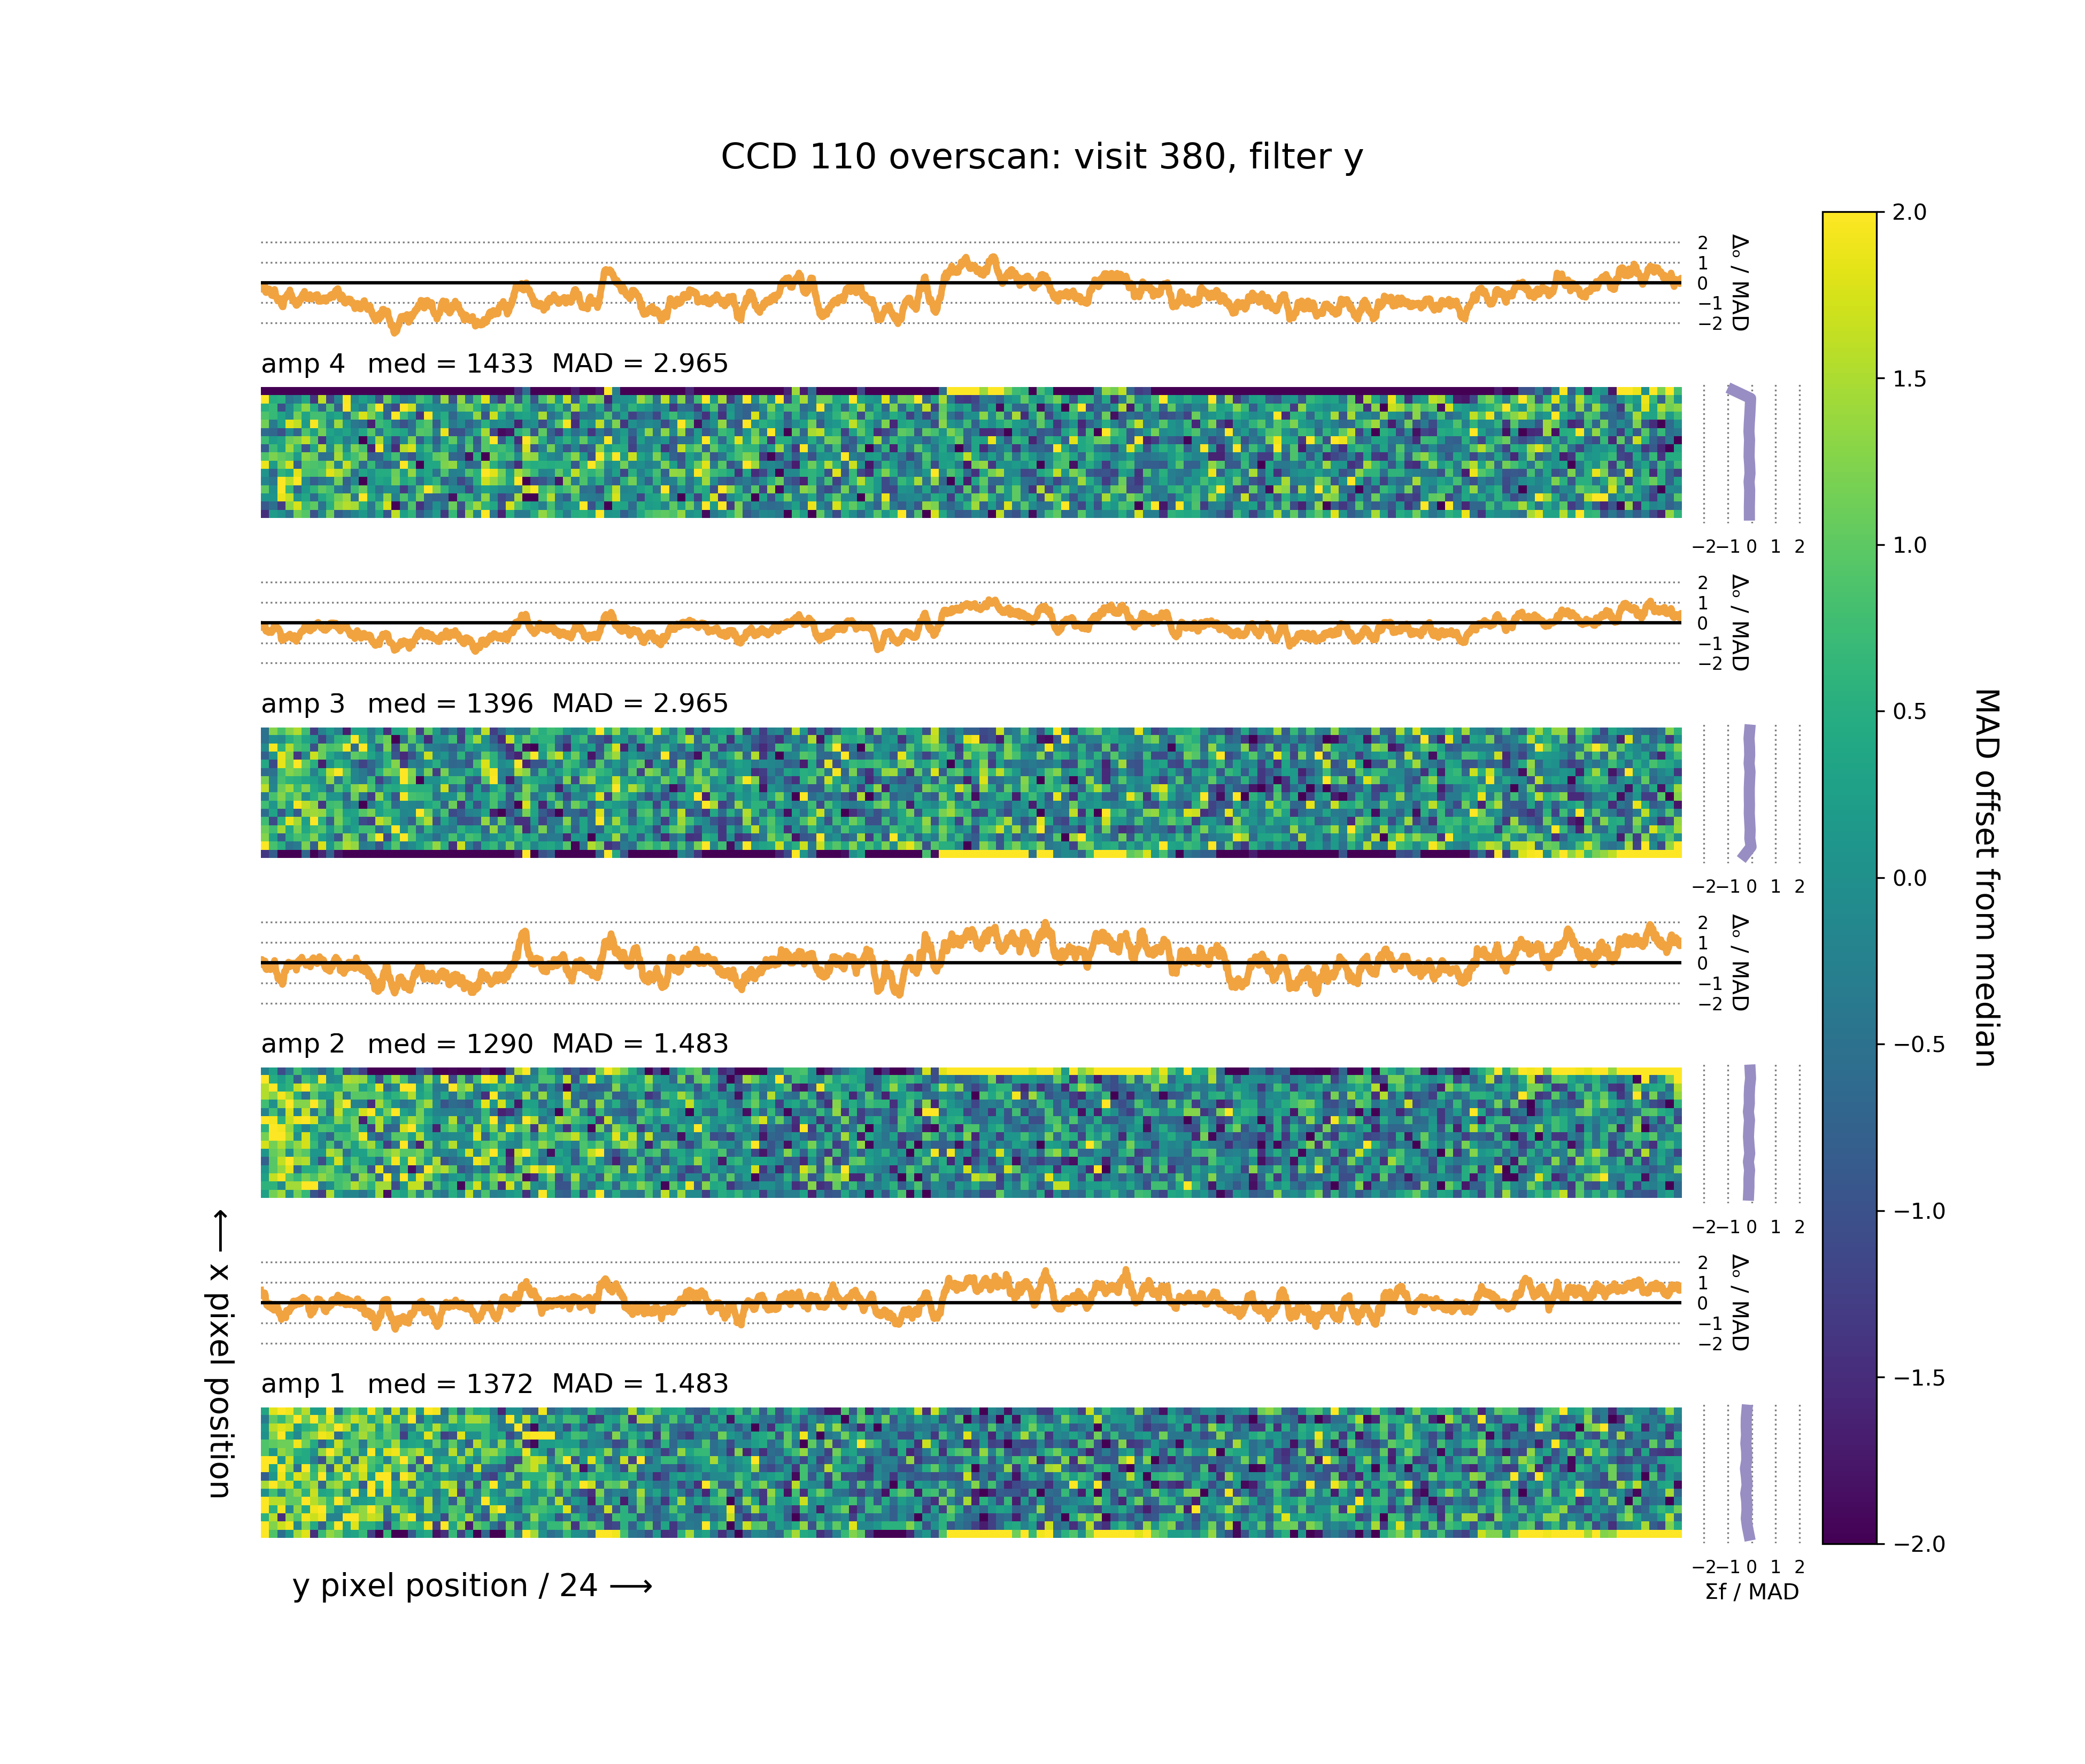 CCD 110 overscan: visit 380, filter y
2
1
0
−1
−2
Δₒ / MAD
amp 4 med = 1433 MAD = 2.965
−2 −1 0 1 2
2
1
0
−1
−2
Δₒ / MAD
amp 3 med = 1396 MAD = 2.965
−2 −1 0 1 2
2
1
0
−1
−2
Δₒ / MAD
amp 2 med = 1290 MAD = 1.483
−2 −1 0 1 2
2
1
0
−1
−2
Δₒ / MAD
amp 1 med = 1372 MAD = 1.483
−2 −1 0 1 2
Σf / MAD
y pixel position / 24 ⟶
⟵ x pixel position
2.0
1.5
1.0
0.5
0.0
−0.5
−1.0
−1.5
−2.0
MAD offset from median